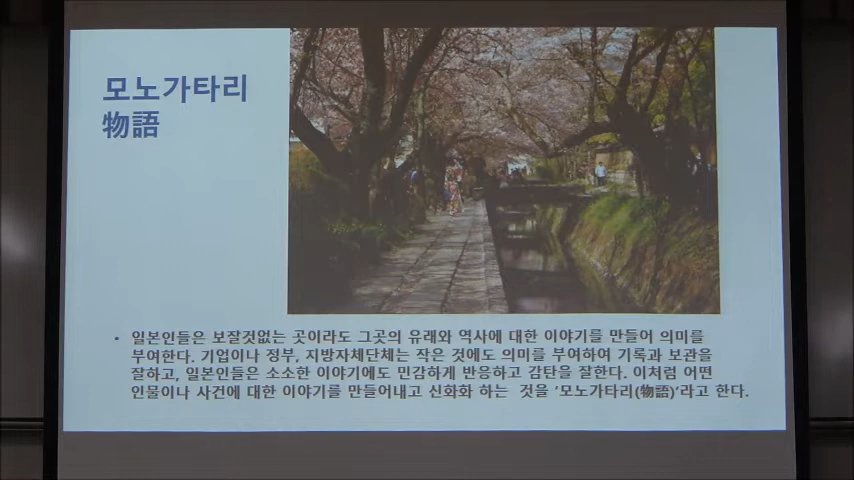 모노가타리
物語
• 일본인들은 보잘것없는 곳이라도 그곳의 유래와 역사에 대한 이야기를 만들어 의미를
부여한다. 기업이나 정부, 지방자체단체는 작은 것에도 의미를 부여하여 기록과 보관을
잘하고, 일본인들은 소소한 이야기에도 민감하게 반응하고 감탄을 잘한다. 이처럼 어떤
인물이나 사건에 대한 이야기를 만들어내고 신화화 하는 것을 '모노가타리(物語)'라고 한다.